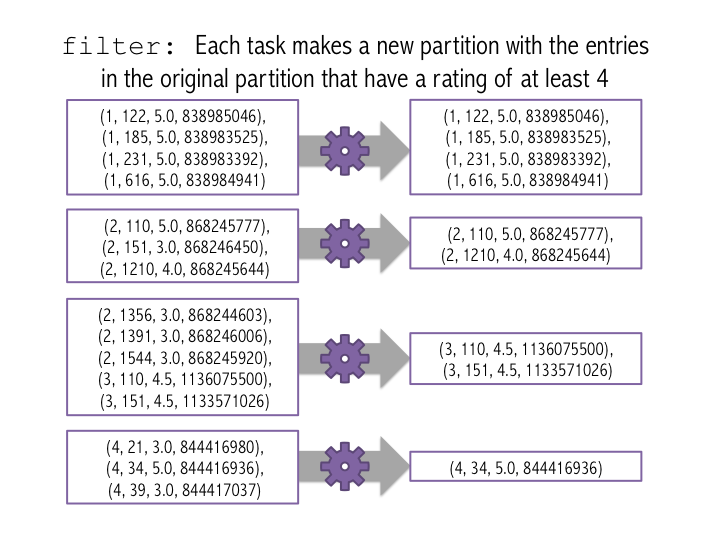 filter: Each task makes a new partition with the entries
in the original partition that have a rating of at least 4
(1, 122, 5.0, 838985046),
(1, 185, 5.0, 838983525),
(1, 231, 5.0, 838983392),
(1, 616, 5.0, 838984941)
(1, 122, 5.0, 838985046),
(1, 185, 5.0, 838983525),
(1, 231, 5.0, 838983392),
(1, 616, 5.0, 838984941)
(2, 110, 5.0, 868245777),
(2, 151, 3.0, 868246450),
(2, 1210, 4.0, 868245644)
(2, 110, 5.0, 868245777),
(2, 1210, 4.0, 868245644)
(2, 1356, 3.0, 868244603),
(2, 1391, 3.0, 868246006),
(2, 1544, 3.0, 868245920),
(3, 110, 4.5, 1136075500),
(3, 151, 4.5, 1133571026)
(3, 110, 4.5, 1136075500),
(3, 151, 4.5, 1133571026)
(4, 21, 3.0, 844416980),
(4, 34, 5.0, 844416936),
(4, 39, 3.0, 844417037)
(4, 34, 5.0, 844416936)